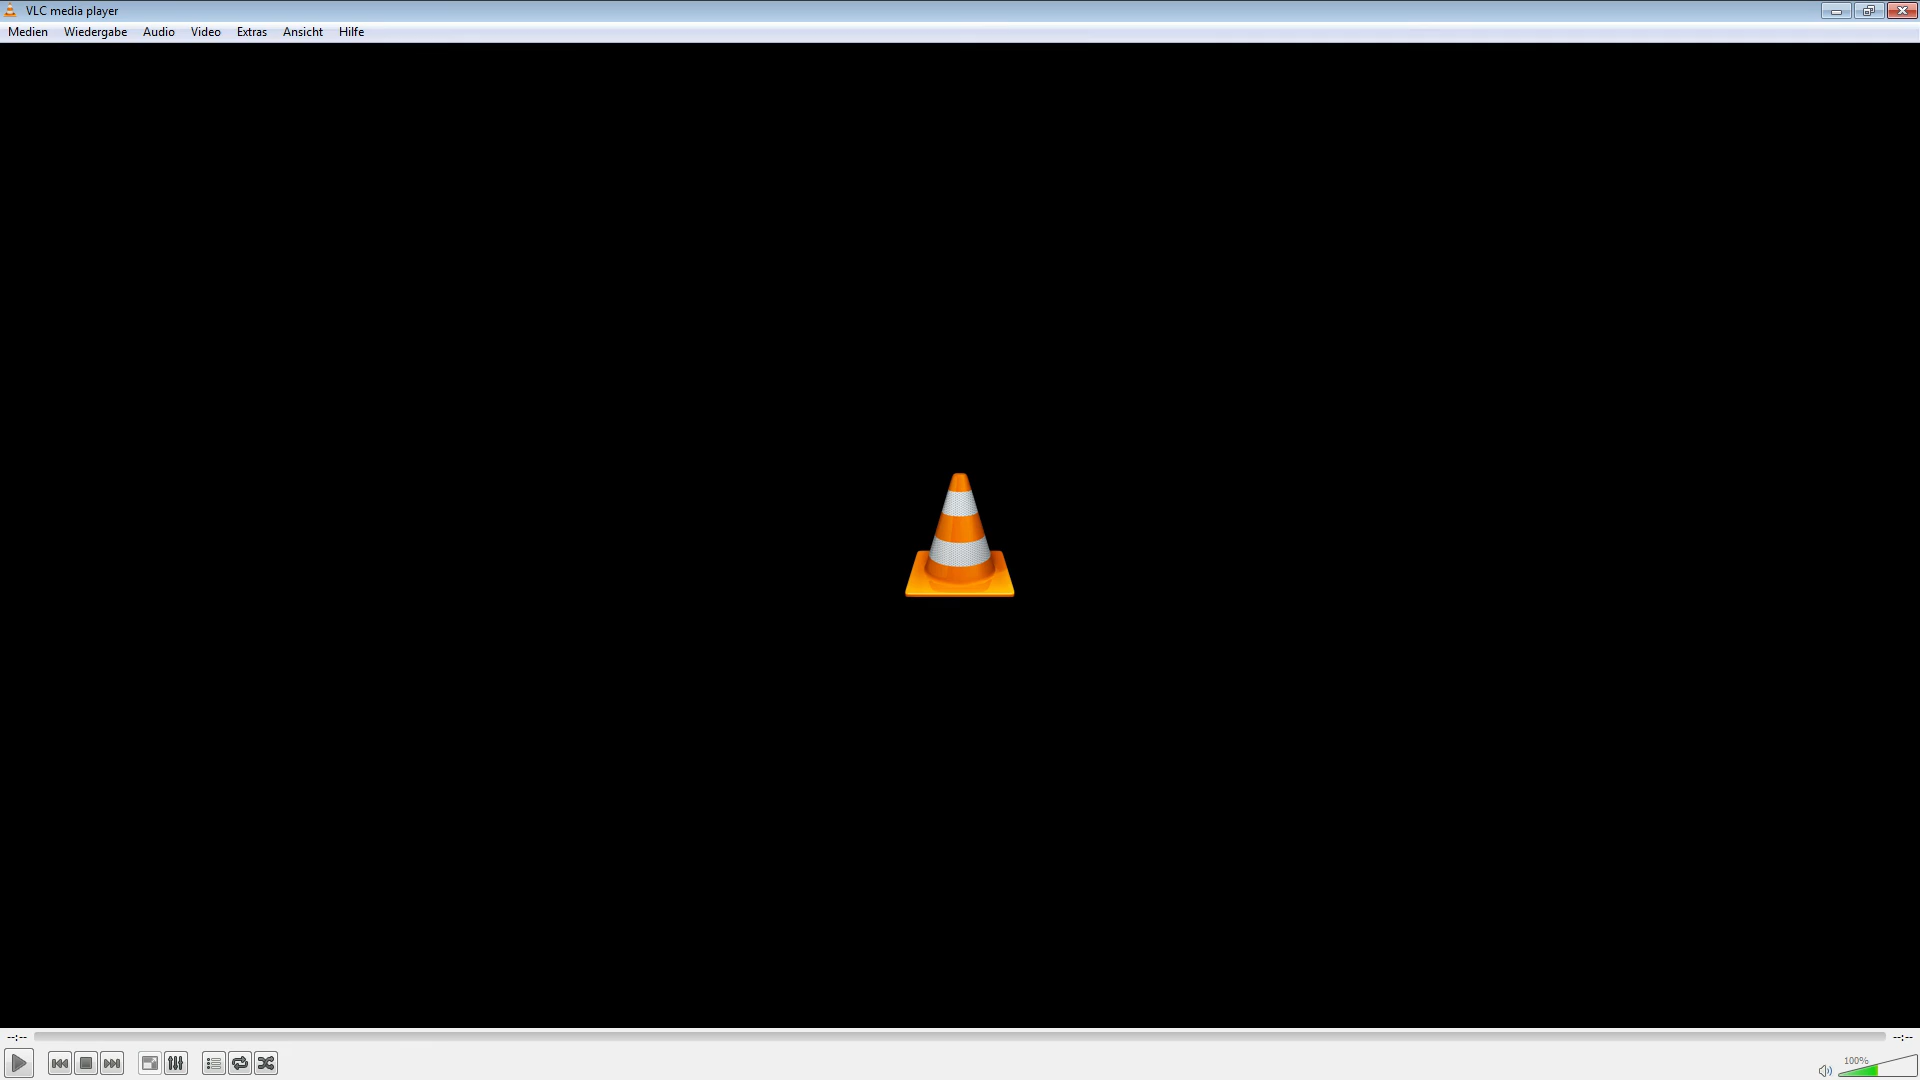 VLC media player
Medien Wiedergabe Audio Video Extras Ansicht Hilfe
--:-- --:--
100%